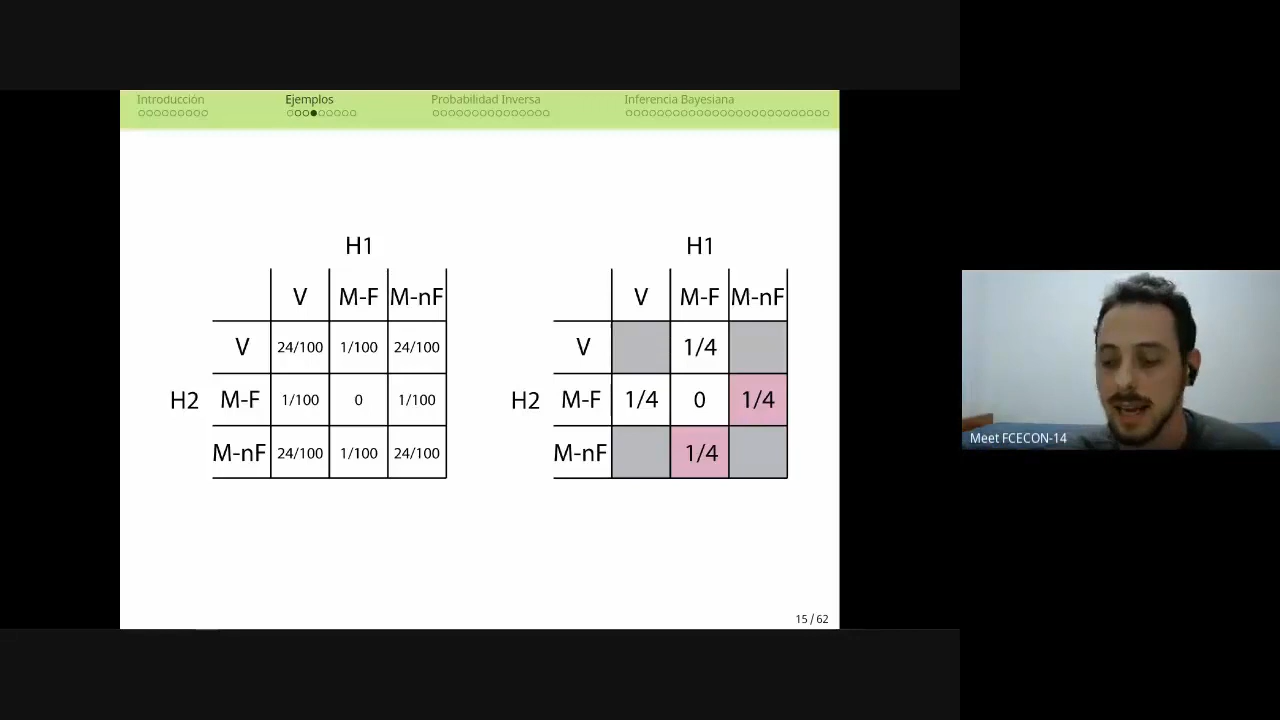 Introducción Ejemplos Probabilidad Inversa Inferencia Bayesiana
H1
V M-F M-nF
V 24/100 1/100 24/100
H2 M-F 1/100 0 1/100
M-nF 24/100 1/100 24/100
H1
V M-F M-nF
V 1/4
H2 M-F 1/4 0 1/4
M-nF 1/4
15 / 62
Meet FCECON-14